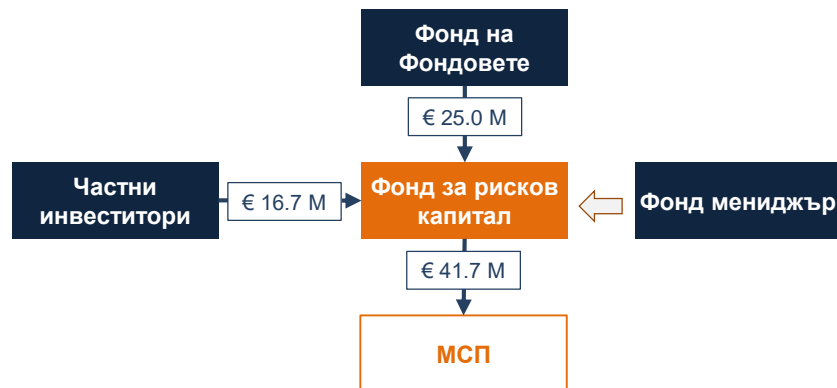 Фонд на
Фондовете
€ 25.0 M
Частни
инвеститори
€ 16.7 M
Фонд за рисков
капитал
Фонд мениджър
€ 41.7 M
МСП